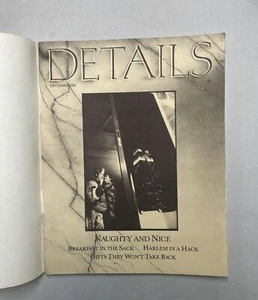 DETAILS
NAUGHTY AND NICE
BREAKFAST IN THE SACK HARLEM IN A HACK
GIFTS THEY WON'T TAKE BACK